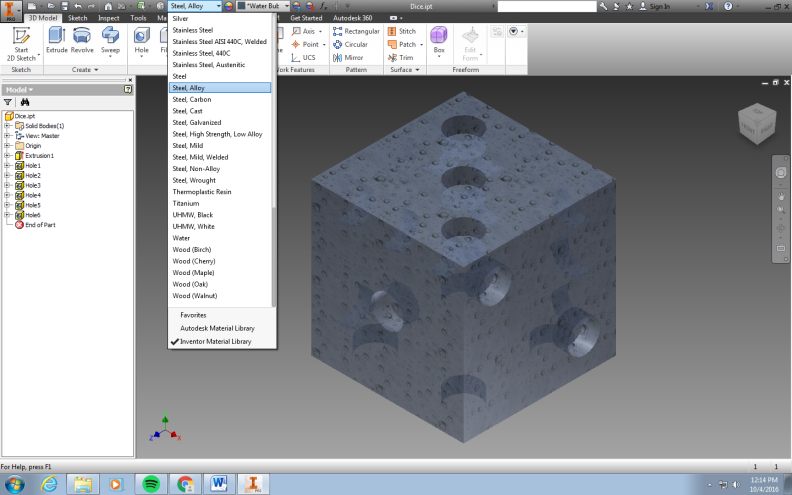 Steel, Alloy
*Water Bub
Dice.ipt
Sign In
PRO
3D Model
Sketch
Inspect
Tools
Get Started
Autodesk 360
Start
2D Sketch
Extrude
Revolve
Sweep
Hole
Axis
Point
UCS
Rectangular
Circular
Mirror
Stitch
Patch
Trim
Box
Edit
Form
Sketch
Create
Work Features
Pattern
Surface
Freeform
Model
Dice.ipt
Solid Bodies(1)
View: Master
Origin
Extrusion1
Hole1
Hole2
Hole3
Hole4
Hole5
Hole6
End of Part
Silver
Stainless Steel
Stainless Steel AISI 440C, Welded
Stainless Steel, 440C
Stainless Steel, Austenitic
Steel
Steel, Alloy
Steel, Carbon
Steel, Cast
Steel, Galvanized
Steel, High Strength, Low Alloy
Steel, Mild
Steel, Mild, Welded
Steel, Non-Alloy
Steel, Wrought
Thermoplastic Resin
Titanium
UHMW, Black
UHMW, White
Water
Wood (Birch)
Wood (Cherry)
Wood (Maple)
Wood (Oak)
Wood (Walnut)
Favorites
Autodesk Material Library
Inventor Material Library
FRONT
Z
X
For Help, press F1
1 1
12:14 PM
10/4/2016